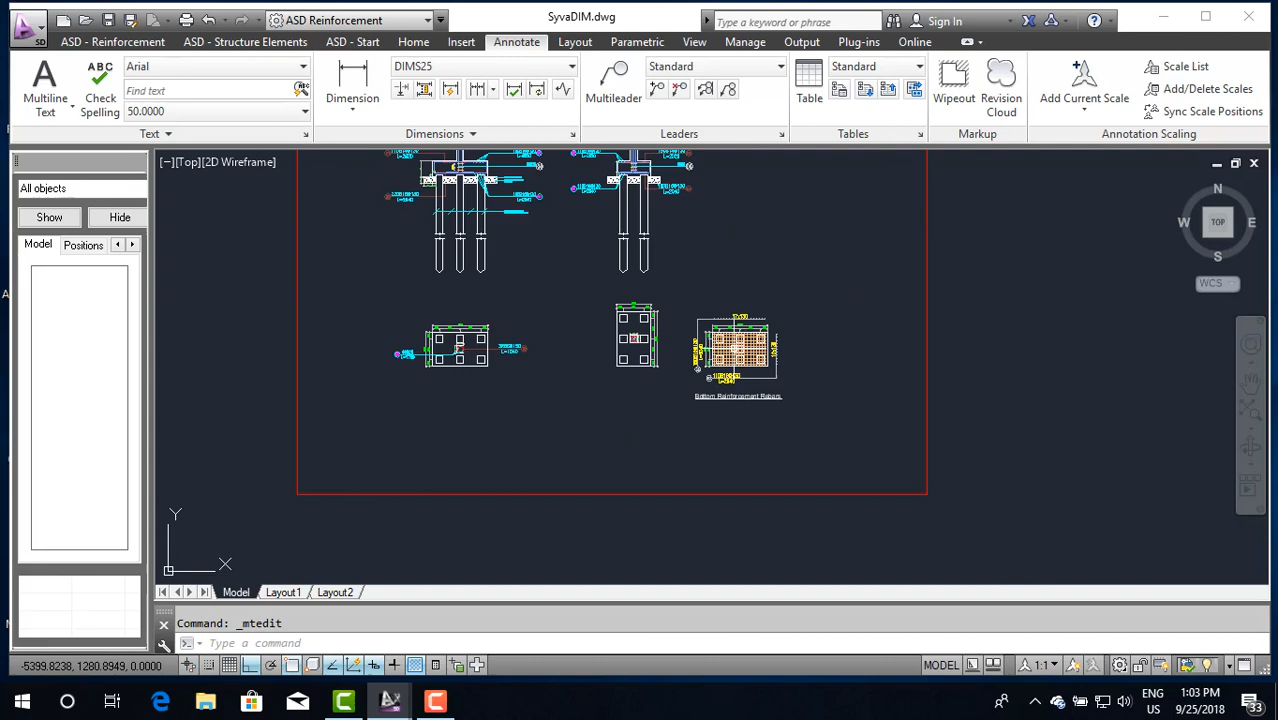 ASD Reinforcement
SyvaDIM.dwg
Type a keyword or phrase
Sign In
5D
ASD - Reinforcement
ASD - Structure Elements
ASD - Start
Home
Insert
Annotate
Layout
Parametric
View
Manage
Output
Plug-ins
Online
Multiline Text
ABC
Check Spelling
Arial
Find text
50.0000
Dimension
DIMS25
Multileader
Standard
Table
Standard
Wipeout
Revision Cloud
Add Current Scale
Scale List
Add/Delete Scales
Sync Scale Positions
Text
Dimensions
Leaders
Tables
Markup
Annotation Scaling
[−][Top][2D Wireframe]
All objects
Show
Hide
Model
Positions
N
W
TOP
E
S
WCS
Bottom Reinforcement Rebars
Y
X
Model
Layout1
Layout2
Command: _mtedit
Type a command
-5399.8238, 1280.8949, 0.0000
MODEL
1:1
ENG
US
1:03 PM
9/25/2018
33